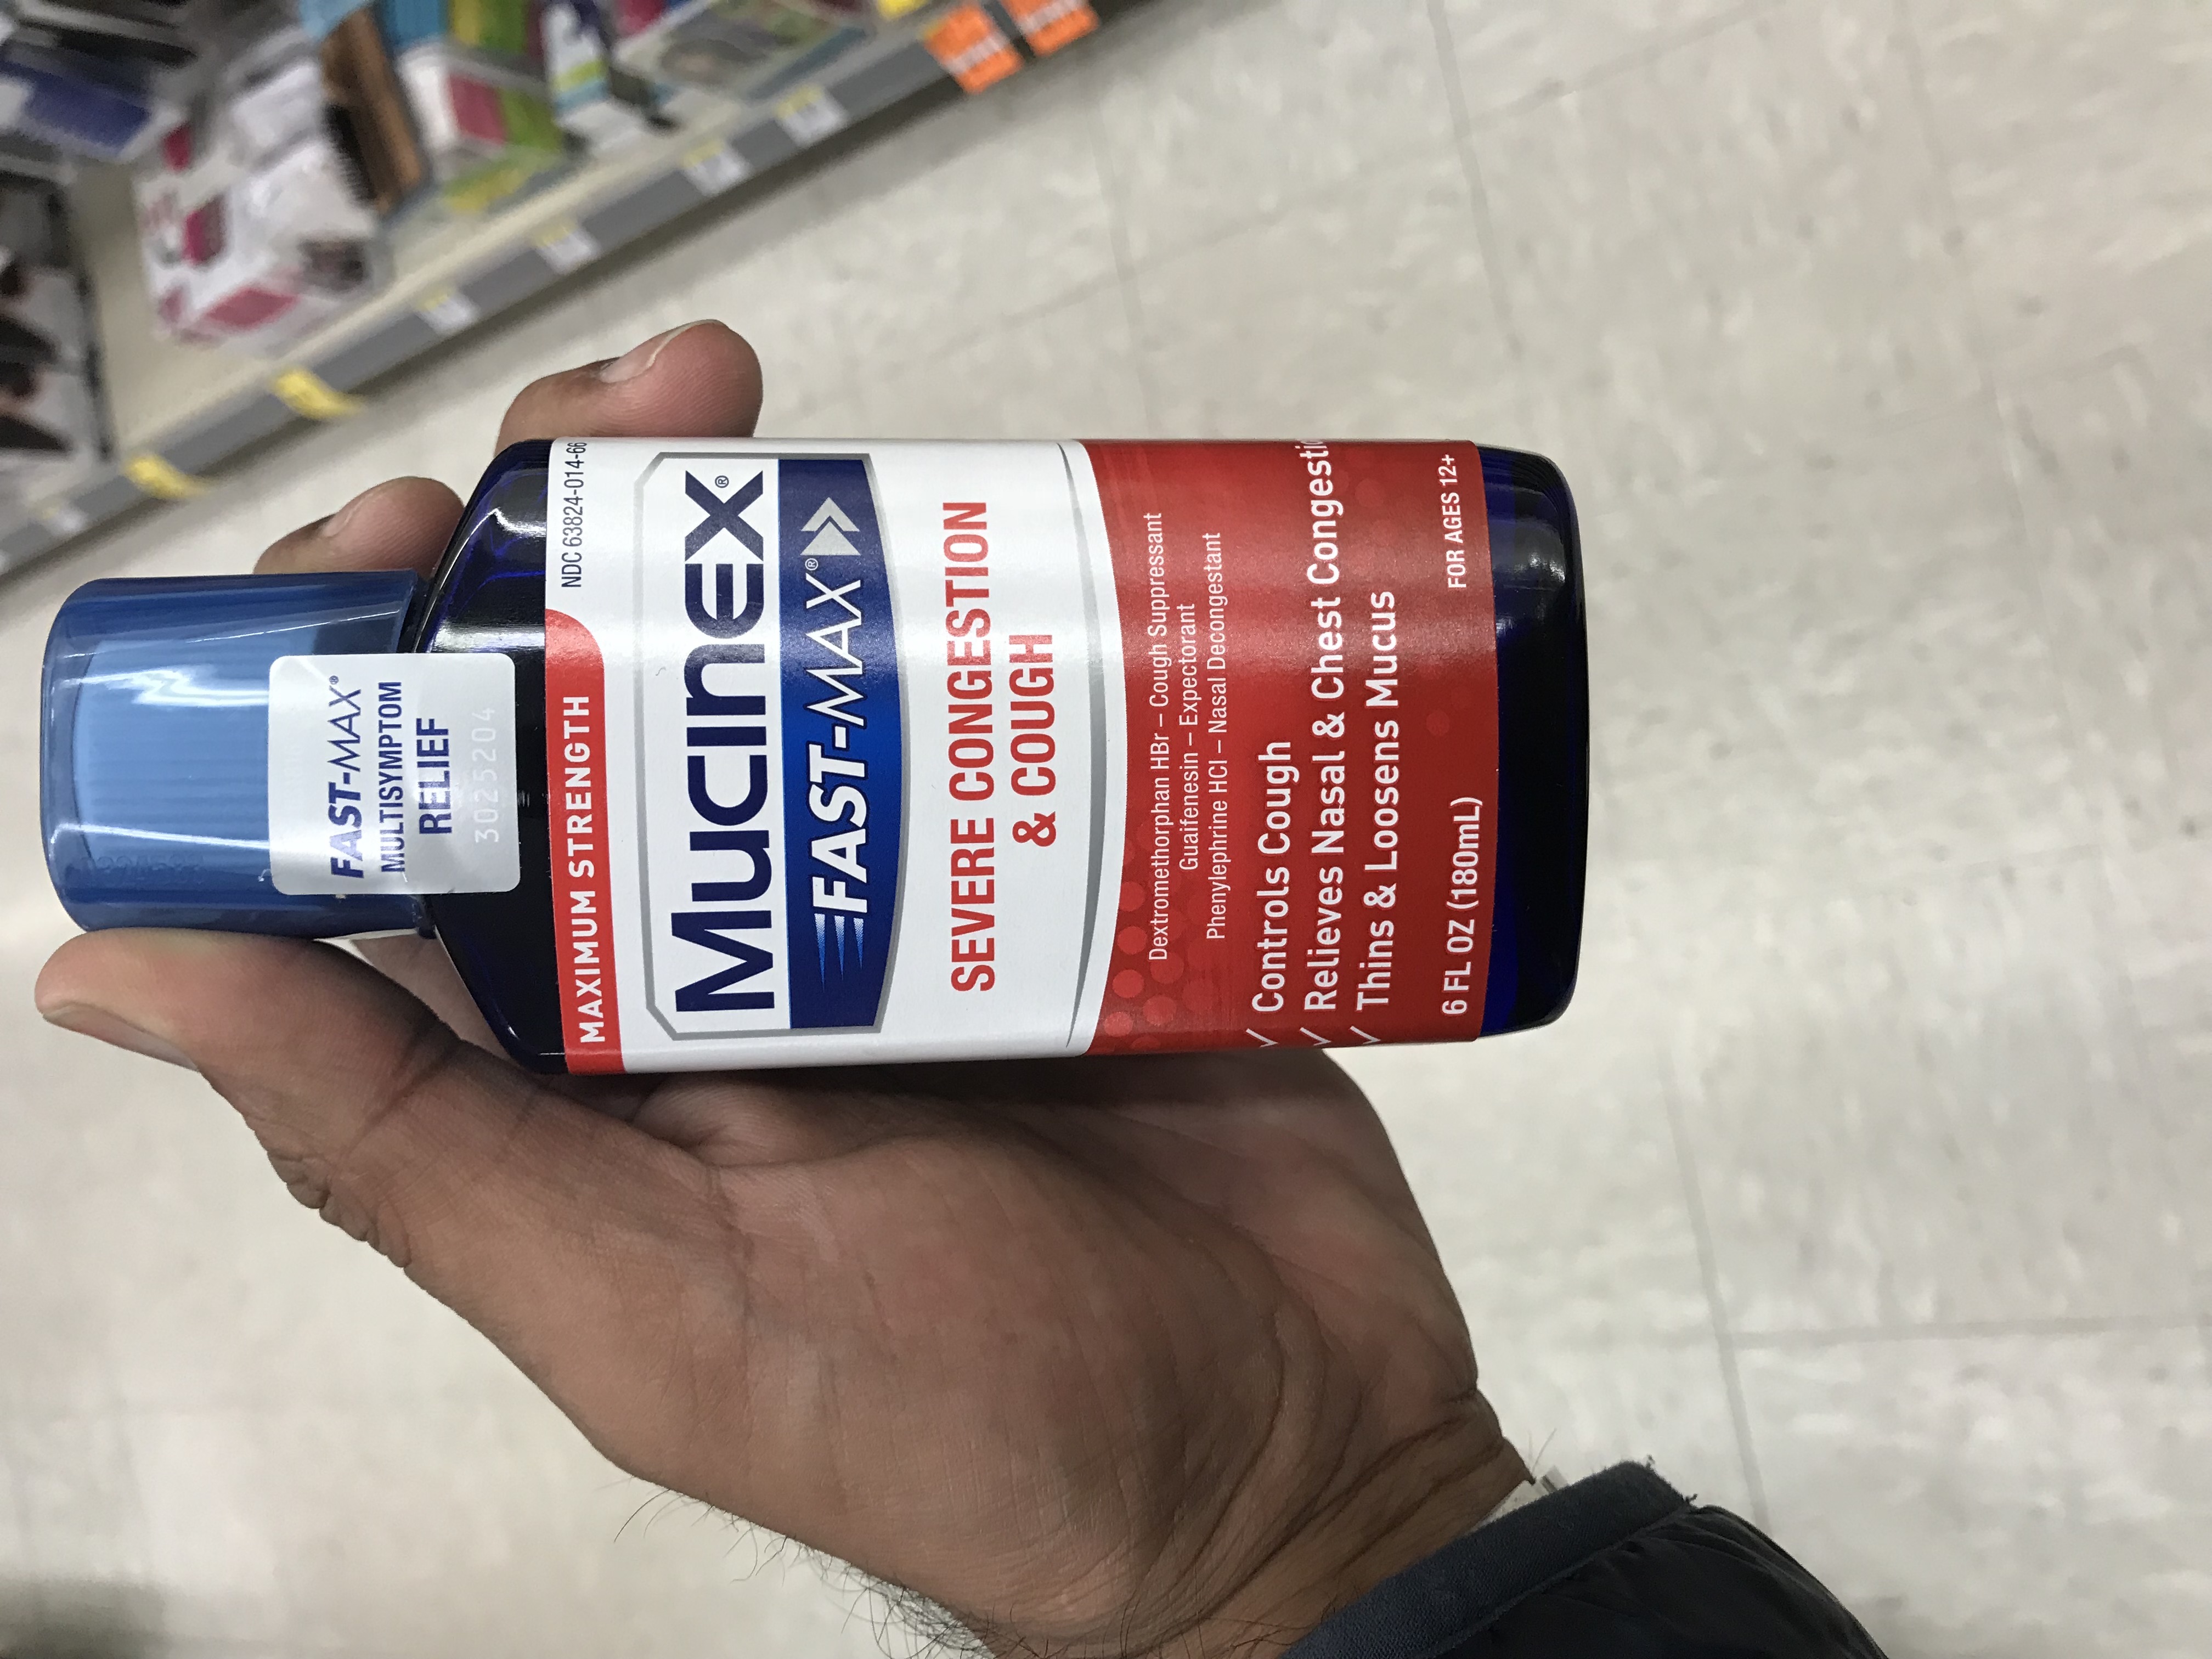 FAST-MAX®
MULTISYMPTOM
RELIEF
3025204
MAXIMUM STRENGTH
NDC 63824-014-66
Mucinex®
FAST-MAX®
SEVERE CONGESTION
& COUGH
Dextromethorphan HBr – Cough Suppressant
Guaifenesin – Expectorant
Phenylephrine HCl – Nasal Decongestant
✓ Controls Cough
✓ Relieves Nasal & Chest Congestio
✓ Thins & Loosens Mucus
6 FL OZ (180mL)
FOR AGES 12+